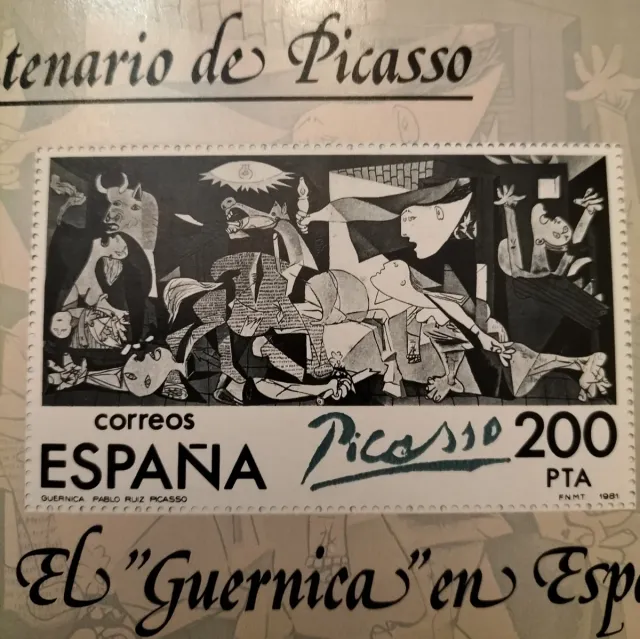 tenario de Picasso
correos
ESPAÑA
Picasso
200
PTA
GUERNICA PABLO RUIZ PICASSO
F.N.M.T. 1981
El "Guernica" en Esp